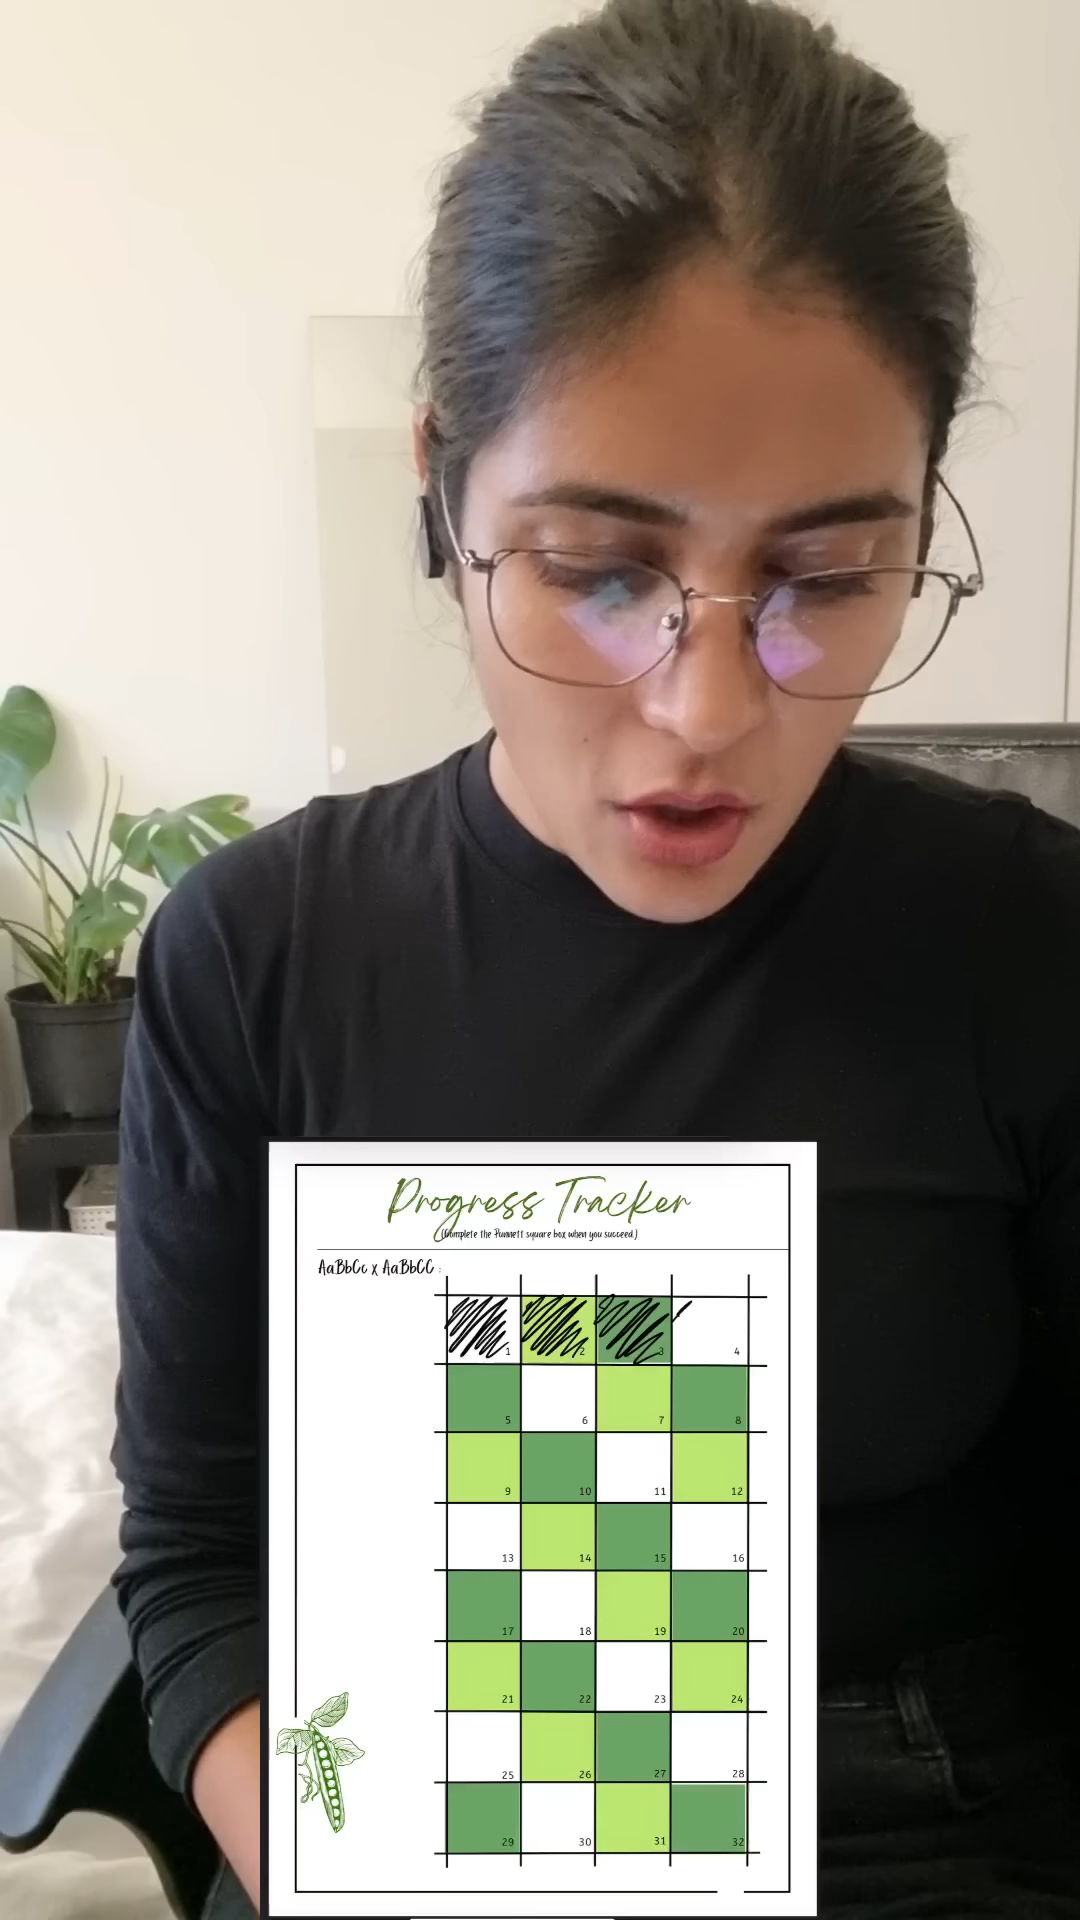 Progress Tracker
(Complete the Punnett square box when you succeed.)
AaBbCc x AaBbCC :
1 2 3 4
5 6 7 8
9 10 11 12
13 14 15 16
17 18 19 20
21 22 23 24
25 26 27 28
29 30 31 32